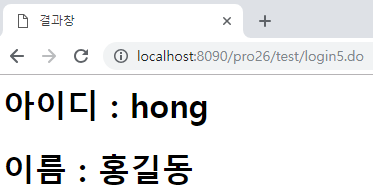 결과창
localhost:8090/pro26/test/login5.do
아이디 : hong
이름 : 홍길동